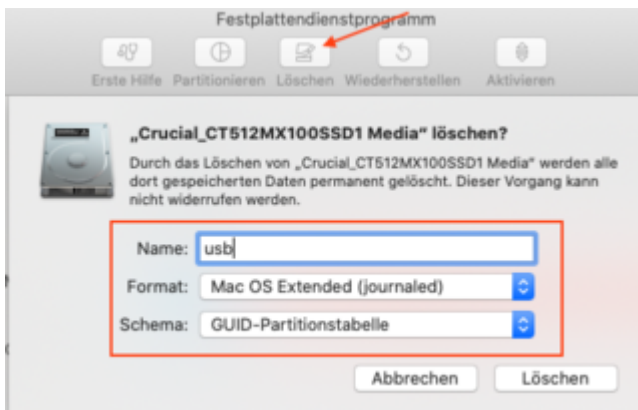 Festplattendienstprogramm
Erste Hilfe Partitionieren Löschen Wiederherstellen Aktivieren
„Crucial_CT512MX100SSD1 Media“ löschen?
Durch das Löschen von „Crucial_CT512MX100SSD1 Media“ werden alle
dort gespeicherten Daten permanent gelöscht. Dieser Vorgang kann
nicht widerrufen werden.
Name: usb
Format: Mac OS Extended (journaled)
Schema: GUID-Partitionstabelle
Abbrechen Löschen